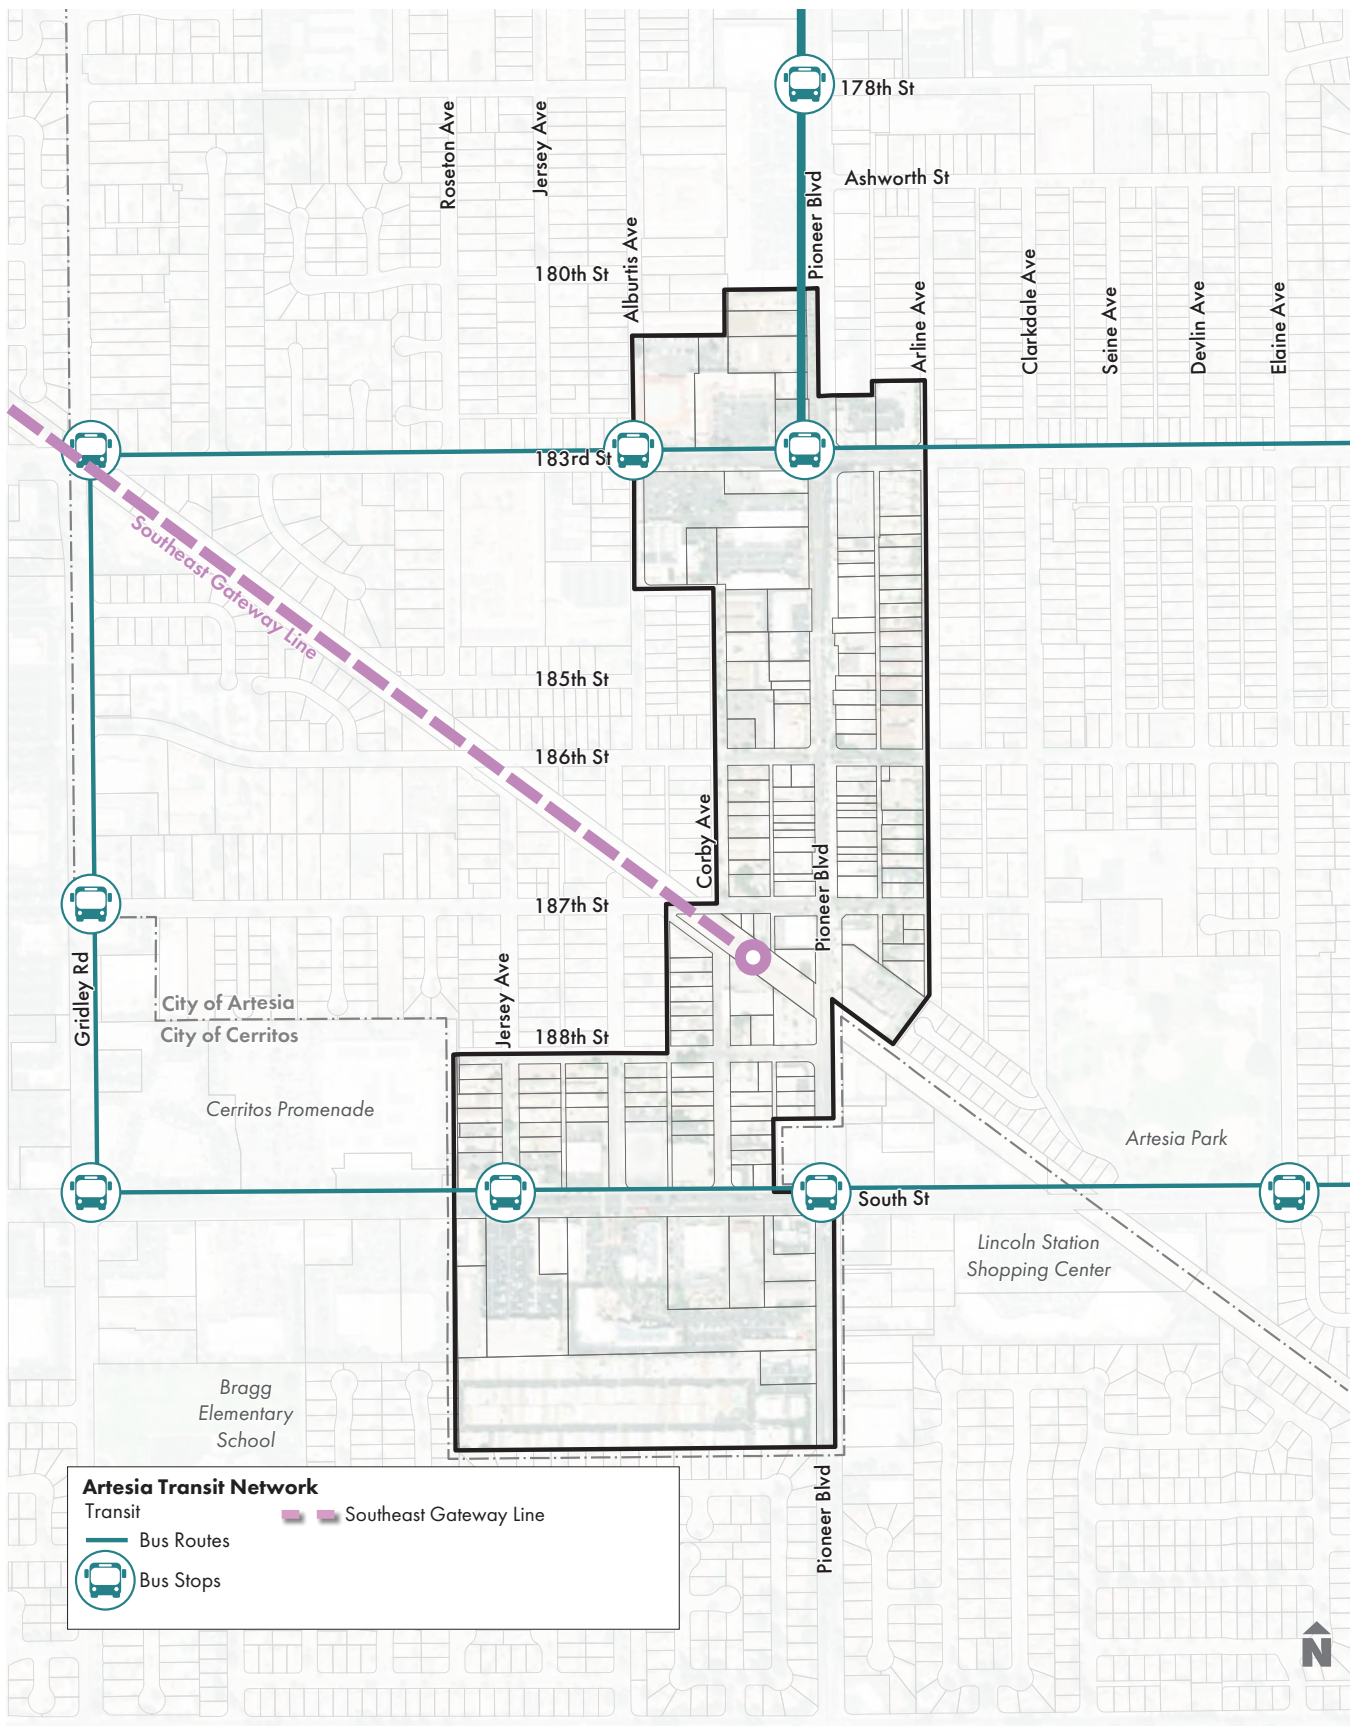 178th St
Roseton Ave
Jersey Ave
Pioneer Blvd
Ashworth St
Alburtis Ave
180th St
Arline Ave
Clarkdale Ave
Seine Ave
Devlin Ave
Elaine Ave
183rd St
Southeast Gateway Line
185th St
186th St
Corby Ave
Pioneer Blvd
187th St
Gridley Rd
Jersey Ave
City of Artesia
City of Cerritos
188th St
Cerritos Promenade
Artesia Park
South St
Lincoln Station
Shopping Center
Bragg
Elementary
School
Pioneer Blvd
Artesia Transit Network
Transit
Southeast Gateway Line
Bus Routes
Bus Stops
N